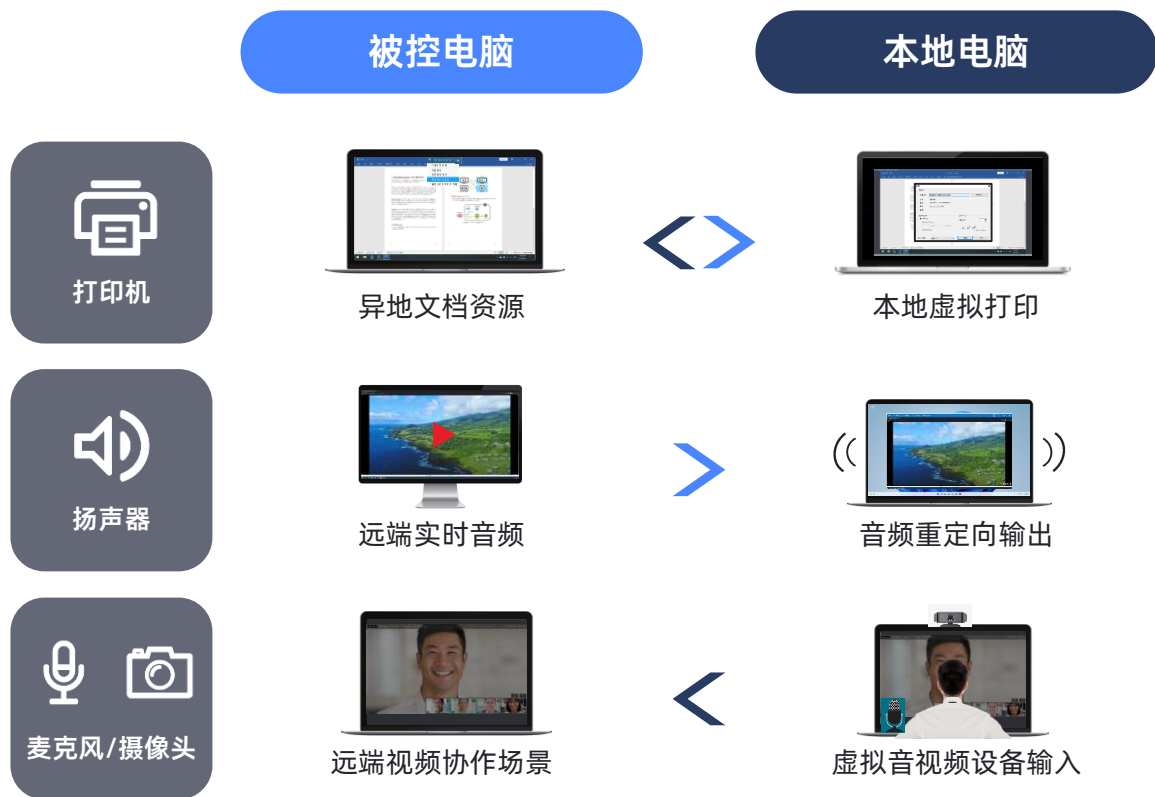 被控电脑
本地电脑
打印机
异地文档资源
本地虚拟打印
扬声器
远端实时音频
音频重定向输出
麦克风/摄像头
远端视频协作场景
虚拟音视频设备输入